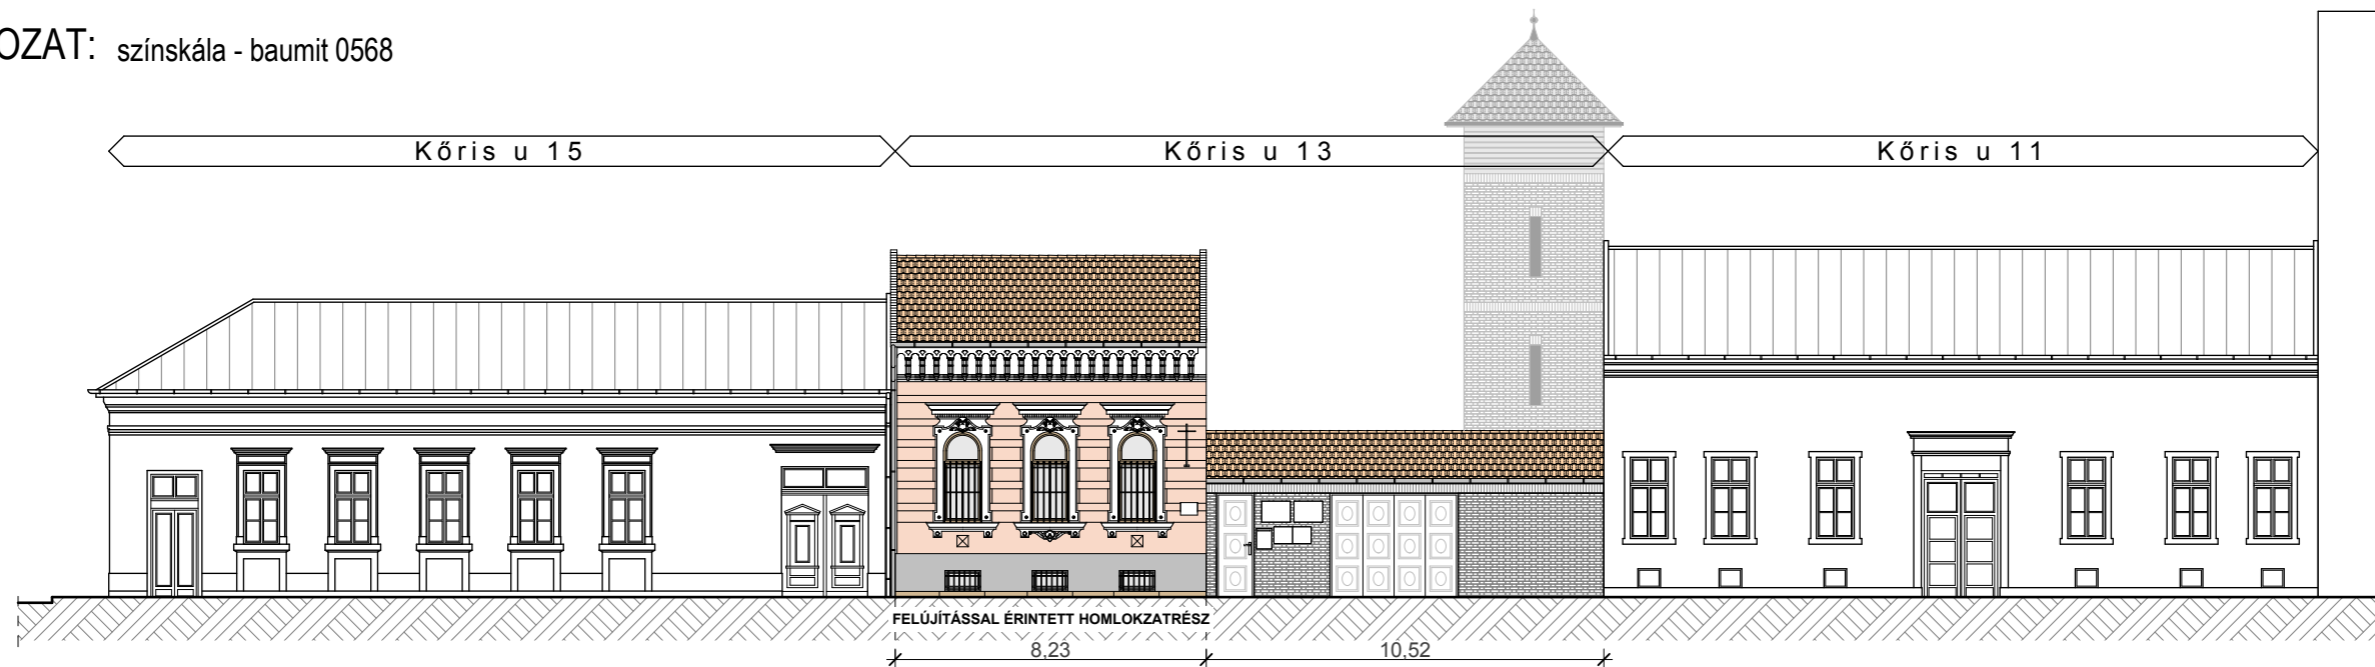 OZAT: színskála - baumit 0568
Kőris u 15 Kőris u 13 Kőris u 11
FELÚJÍTÁSSAL ÉRINTETT HOMLOKZATRÉSZ
8,23 10,52